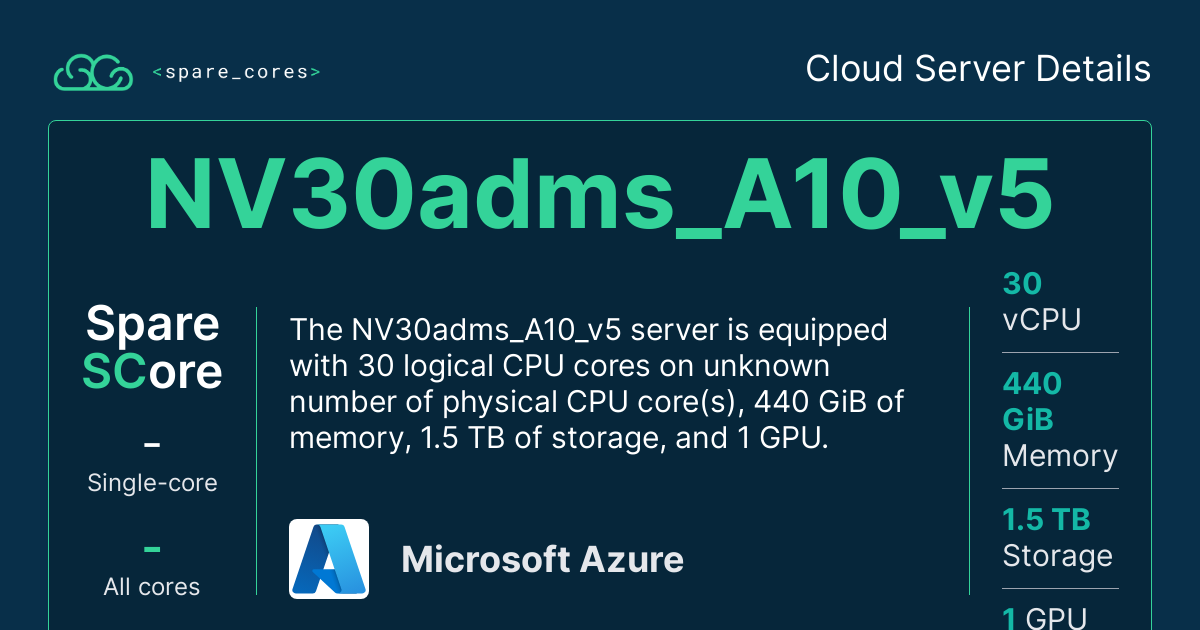 <spare_cores>
Cloud Server Details
NV30adms_A10_v5
Spare
SCore
-
Single-core
-
All cores
The NV30adms_A10_v5 server is equipped
with 30 logical CPU cores on unknown
number of physical CPU core(s), 440 GiB of
memory, 1.5 TB of storage, and 1 GPU.
Microsoft Azure
30
vCPU
440
GiB
Memory
1.5 TB
Storage
1 GPU